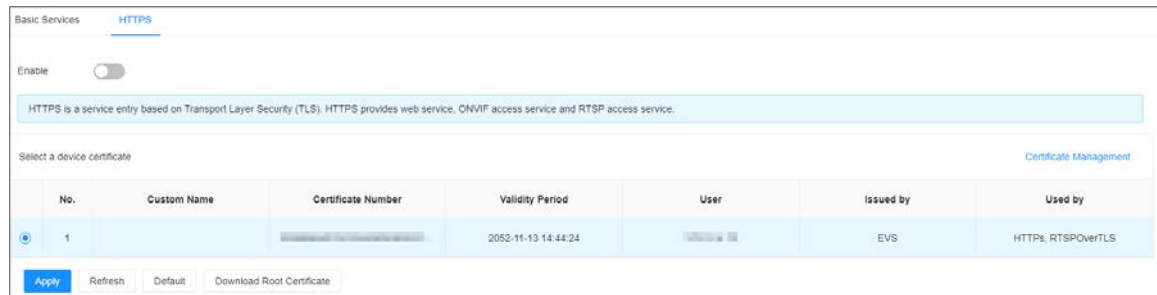 Basic Services HTTPS
Enable
HTTPS is a service entry based on Transport Layer Security (TLS). HTTPS provides web service, ONVIF access service and RTSP access service.
Select a device certificate Certificate Management
No. Custom Name Certificate Number Validity Period User Issued by Used by
1 2052-11-13 14:44:24 EVS HTTPs, RTSPOverTLS
Apply Refresh Default Download Root Certificate